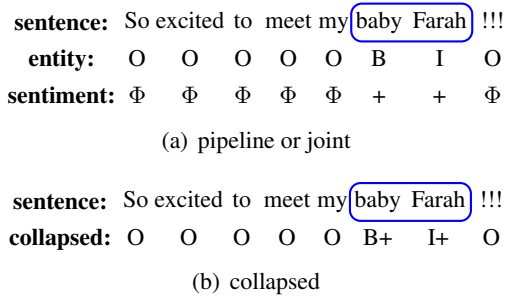 sentence: So excited to meet my baby Farah !!!
entity: O O O O O B I O
sentiment: Φ Φ Φ Φ Φ + + Φ
(a) pipeline or joint
sentence: So excited to meet my baby Farah !!!
collapsed: O O O O O B+ I+ O
(b) collapsed